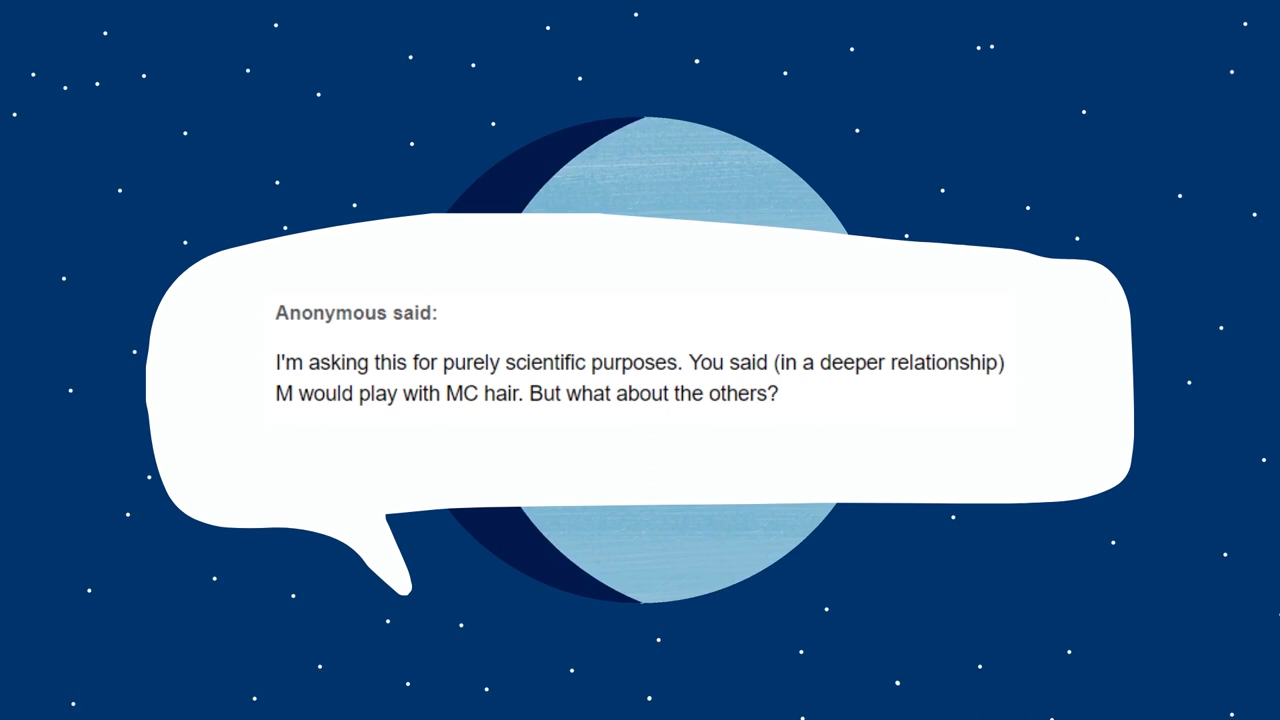 Anonymous said:
I'm asking this for purely scientific purposes. You said (in a deeper relationship)
M would play with MC hair. But what about the others?